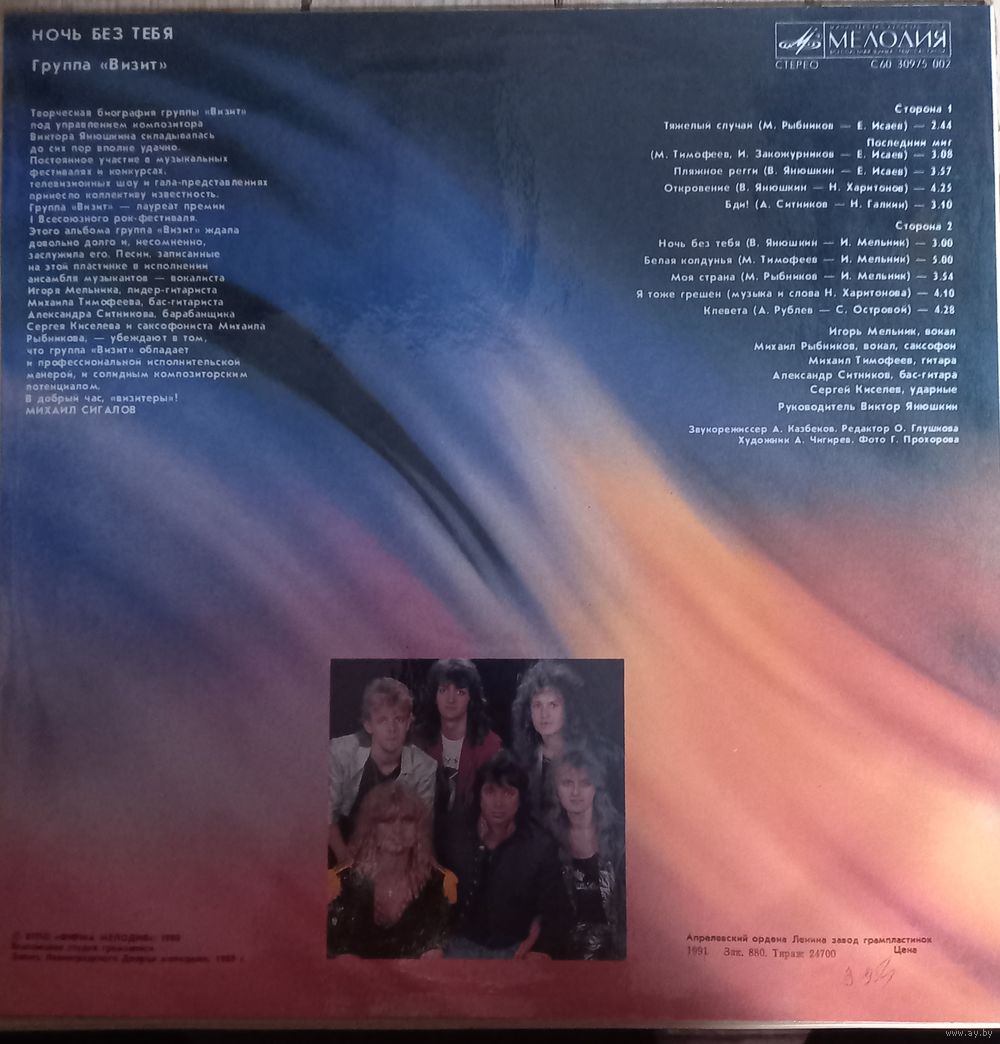 НОЧЬ БЕЗ ТЕБЯ
Группа «Визит»
МЕЛОДИЯ
СТЕРЕО С60 30975 002
Творческая биография группы «Визит»
под управлением композитора
Виктора Янюшкина складывалась
до сих пор вполне удачно.
Постоянное участие в музыкальных
фестивалях и конкурсах,
телевизионных шоу и гала-представлениях
принесло коллективу известность.
Группа «Визит» — лауреат премии
I Всесоюзного рок-фестиваля.
Этого альбома группа «Визит» ждала
довольно долго и, несомненно,
заслужила его. Песни, записанные
на этой пластинке в исполнении
ансамбля музыкантов — вокалиста
Игоря Мельника, лидер-гитариста
Михаила Тимофеева, бас-гитариста
Александра Ситникова, барабанщика
Сергея Киселева и саксофониста Михаила
Рыбникова, — убеждают в том,
что группа «Визит» обладает
и профессиональной исполнительской
манерой, и солидным композиторским
потенциалом.
В добрый час, «визитеры»!
МИХАИЛ СИГАЛОВ
Сторона 1
Тяжелый случай (М. Рыбников — Е. Исаев) — 2.44
Последний миг
(М. Тимофеев, И. Закожурников — Е. Исаев) — 3.08
Пляжное регги (В. Янюшкин — Е. Исаев) — 3.57
Откровение (В. Янюшкин — Н. Харитонов) — 4.25
Бди! (А. Ситников — Н. Галкин) — 3.10
Сторона 2
Ночь без тебя (В. Янюшкин — И. Мельник) — 3.00
Белая колдунья (М. Тимофеев — И. Мельник) — 5.00
Моя страна (М. Рыбников — И. Мельник) — 3.54
Я тоже грешен (музыка и слова Н. Харитонова) — 4.10
Клевета (А. Рублев — С. Островой) — 4.28
Игорь Мельник, вокал
Михаил Рыбников, вокал, саксофон
Михаил Тимофеев, гитара
Александр Ситников, бас-гитара
Сергей Киселев, ударные
Руководитель Виктор Янюшкин
Звукорежиссер А. Казбеков. Редактор О. Глушкова
Художник А. Чигирев. Фото Г. Прохорова
Апрелевский ордена Ленина завод грампластинок
1991 Зак. 880. Тираж 24700 Цена
www.ay.by